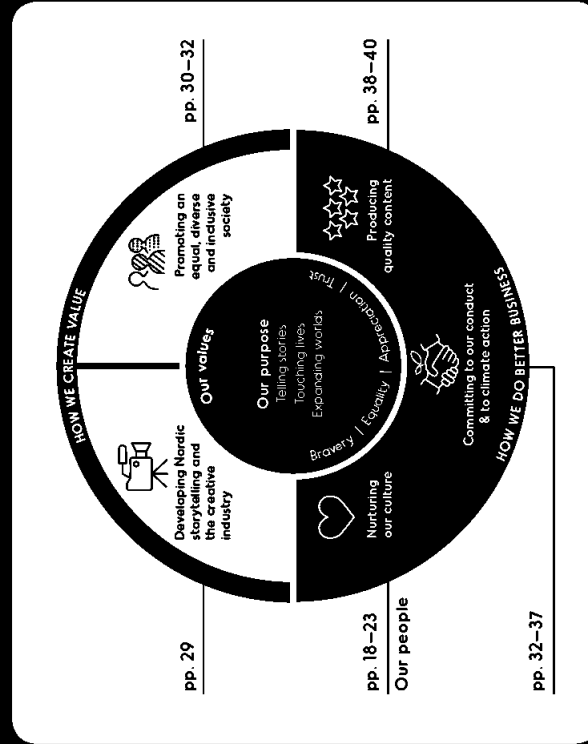 pp. 29
pp. 30–32
HOW WE CREATE VALUE
Developing Nordic
storytelling and
the creative
industry
Promoting an
equal, diverse
and inclusive
society
Our values
Our purpose
Telling stories
Touching lives
Expanding worlds
Bravery | Equality | Appreciation | Trust
Nurturing
our culture
Producing
quality content
Committing to our conduct
& to climate action
HOW WE DO BETTER BUSINESS
pp. 18–23
Our people
pp. 38–40
pp. 32–37